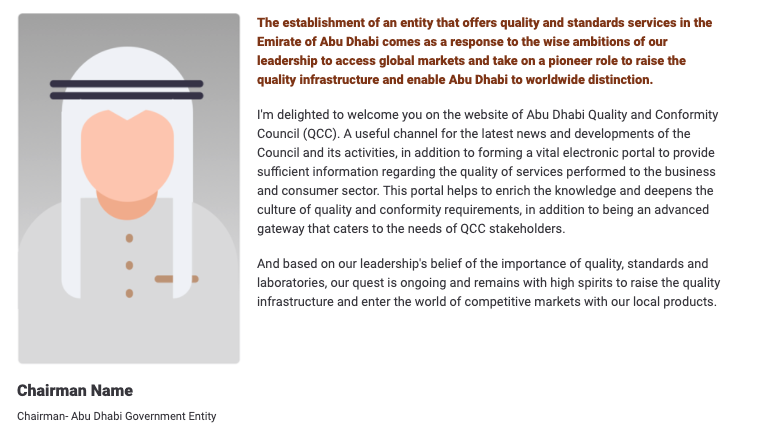 The establishment of an entity that offers quality and standards services in the
Emirate of Abu Dhabi comes as a response to the wise ambitions of our
leadership to access global markets and take on a pioneer role to raise the
quality infrastructure and enable Abu Dhabi to worldwide distinction.
I'm delighted to welcome you on the website of Abu Dhabi Quality and Conformity
Council (QCC). A useful channel for the latest news and developments of the
Council and its activities, in addition to forming a vital electronic portal to provide
sufficient information regarding the quality of services performed to the business
and consumer sector. This portal helps to enrich the knowledge and deepens the
culture of quality and conformity requirements, in addition to being an advanced
gateway that caters to the needs of QCC stakeholders.
And based on our leadership's belief of the importance of quality, standards and
laboratories, our quest is ongoing and remains with high spirits to raise the quality
infrastructure and enter the world of competitive markets with our local products.
Chairman Name
Chairman- Abu Dhabi Government Entity